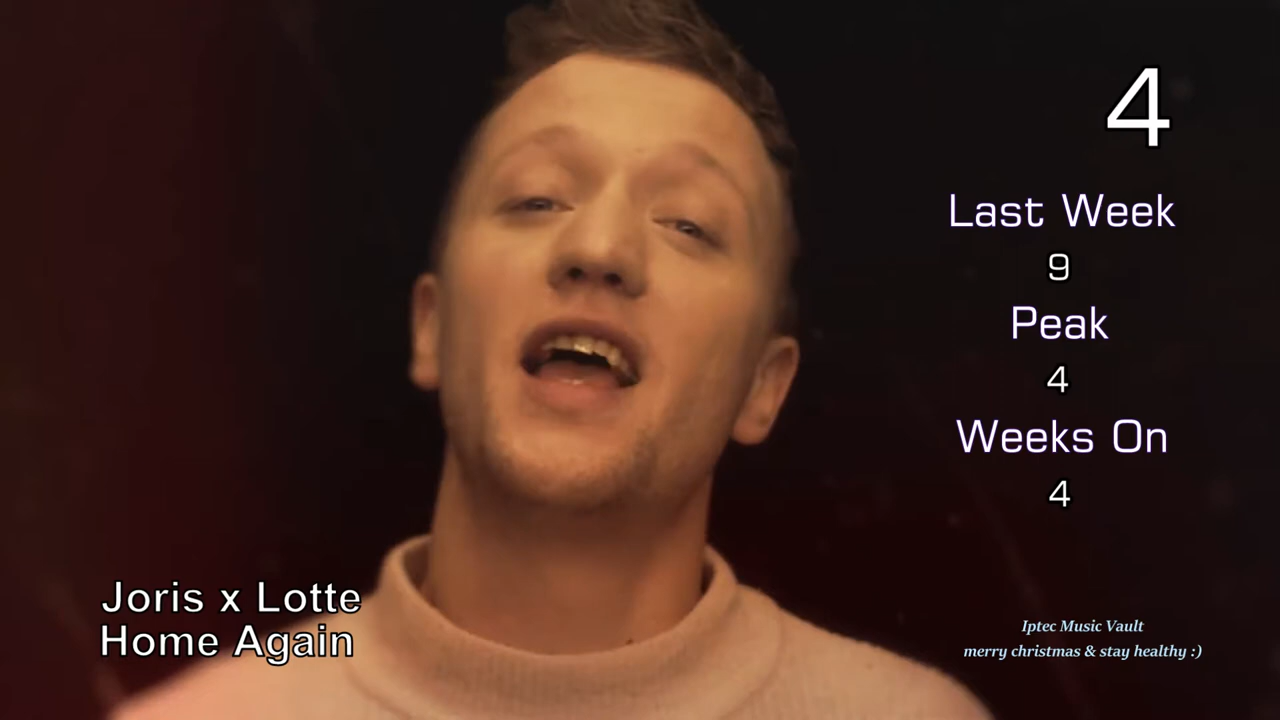 4
Last Week
9
Peak
4
Weeks On
4
Joris x Lotte
Home Again
Iptec Music Vault
merry christmas & stay healthy :)